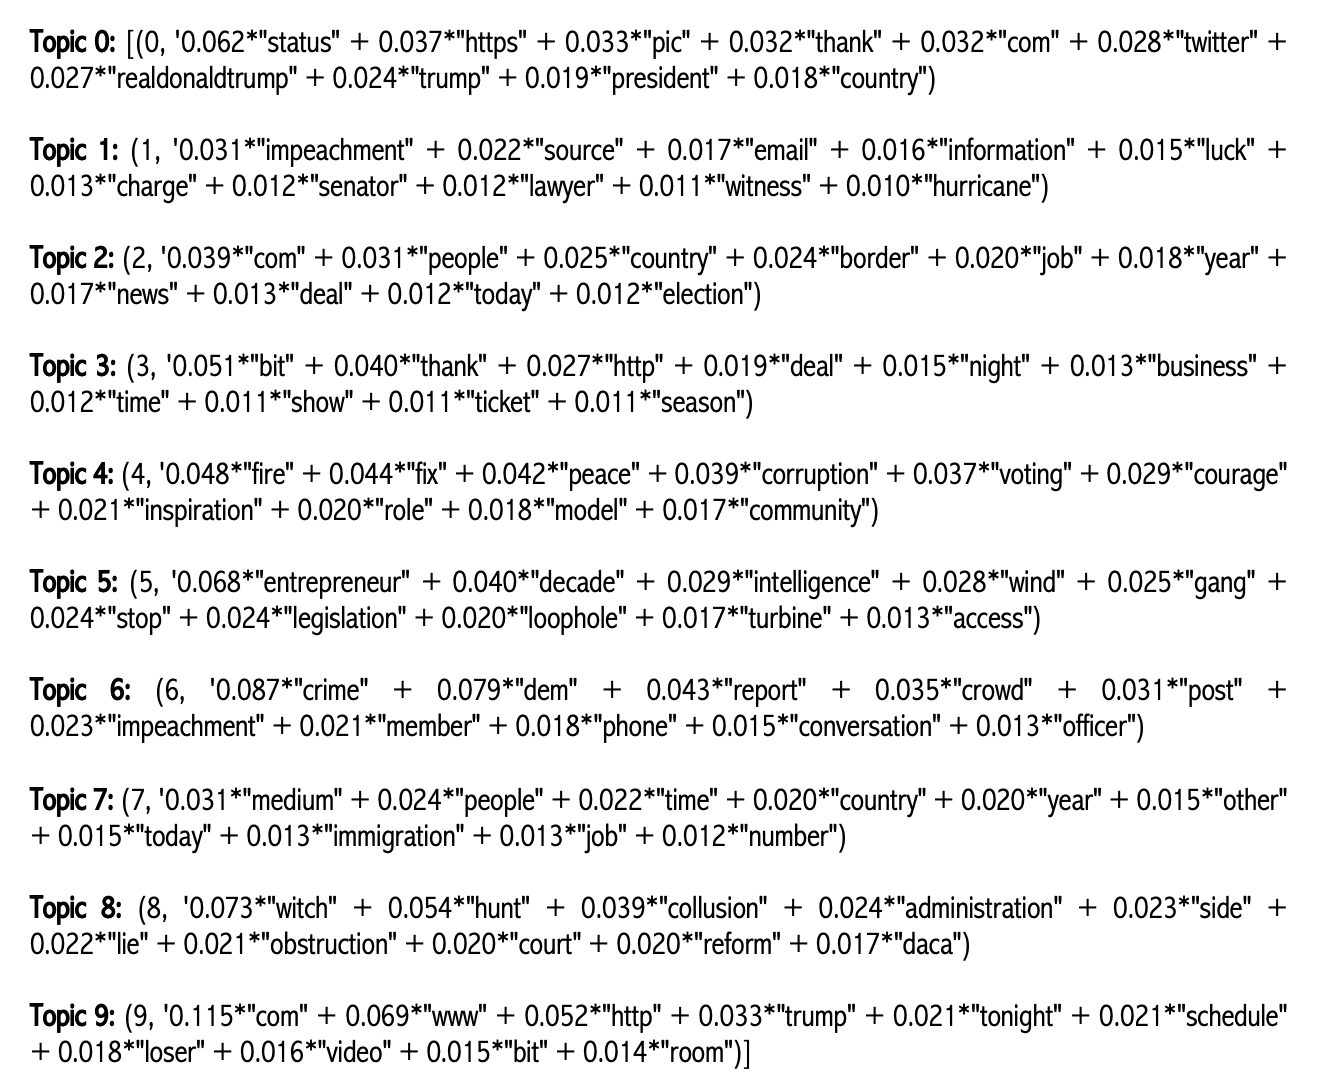 Topic 0: [(0, '0.062*"status" + 0.037*"https" + 0.033*"pic" + 0.032*"thank" + 0.032*"com" + 0.028*"twitter" +
0.027*"realdonaldtrump" + 0.024*"trump" + 0.019*"president" + 0.018*"country")
Topic 1: (1, '0.031*"impeachment" + 0.022*"source" + 0.017*"email" + 0.016*"information" + 0.015*"luck" +
0.013*"charge" + 0.012*"senator" + 0.012*"lawyer" + 0.011*"witness" + 0.010*"hurricane")
Topic 2: (2, '0.039*"com" + 0.031*"people" + 0.025*"country" + 0.024*"border" + 0.020*"job" + 0.018*"year" +
0.017*"news" + 0.013*"deal" + 0.012*"today" + 0.012*"election")
Topic 3: (3, '0.051*"bit" + 0.040*"thank" + 0.027*"http" + 0.019*"deal" + 0.015*"night" + 0.013*"business" +
0.012*"time" + 0.011*"show" + 0.011*"ticket" + 0.011*"season")
Topic 4: (4, '0.048*"fire" + 0.044*"fix" + 0.042*"peace" + 0.039*"corruption" + 0.037*"voting" + 0.029*"courage"
+ 0.021*"inspiration" + 0.020*"role" + 0.018*"model" + 0.017*"community")
Topic 5: (5, '0.068*"entrepreneur" + 0.040*"decade" + 0.029*"intelligence" + 0.028*"wind" + 0.025*"gang" +
0.024*"stop" + 0.024*"legislation" + 0.020*"loophole" + 0.017*"turbine" + 0.013*"access")
Topic 6: (6, '0.087*"crime" + 0.079*"dem" + 0.043*"report" + 0.035*"crowd" + 0.031*"post" +
0.023*"impeachment" + 0.021*"member" + 0.018*"phone" + 0.015*"conversation" + 0.013*"officer")
Topic 7: (7, '0.031*"medium" + 0.024*"people" + 0.022*"time" + 0.020*"country" + 0.020*"year" + 0.015*"other"
+ 0.015*"today" + 0.013*"immigration" + 0.013*"job" + 0.012*"number")
Topic 8: (8, '0.073*"witch" + 0.054*"hunt" + 0.039*"collusion" + 0.024*"administration" + 0.023*"side" +
0.022*"lie" + 0.021*"obstruction" + 0.020*"court" + 0.020*"reform" + 0.017*"daca")
Topic 9: (9, '0.115*"com" + 0.069*"www" + 0.052*"http" + 0.033*"trump" + 0.021*"tonight" + 0.021*"schedule"
+ 0.018*"loser" + 0.016*"video" + 0.015*"bit" + 0.014*"room")]